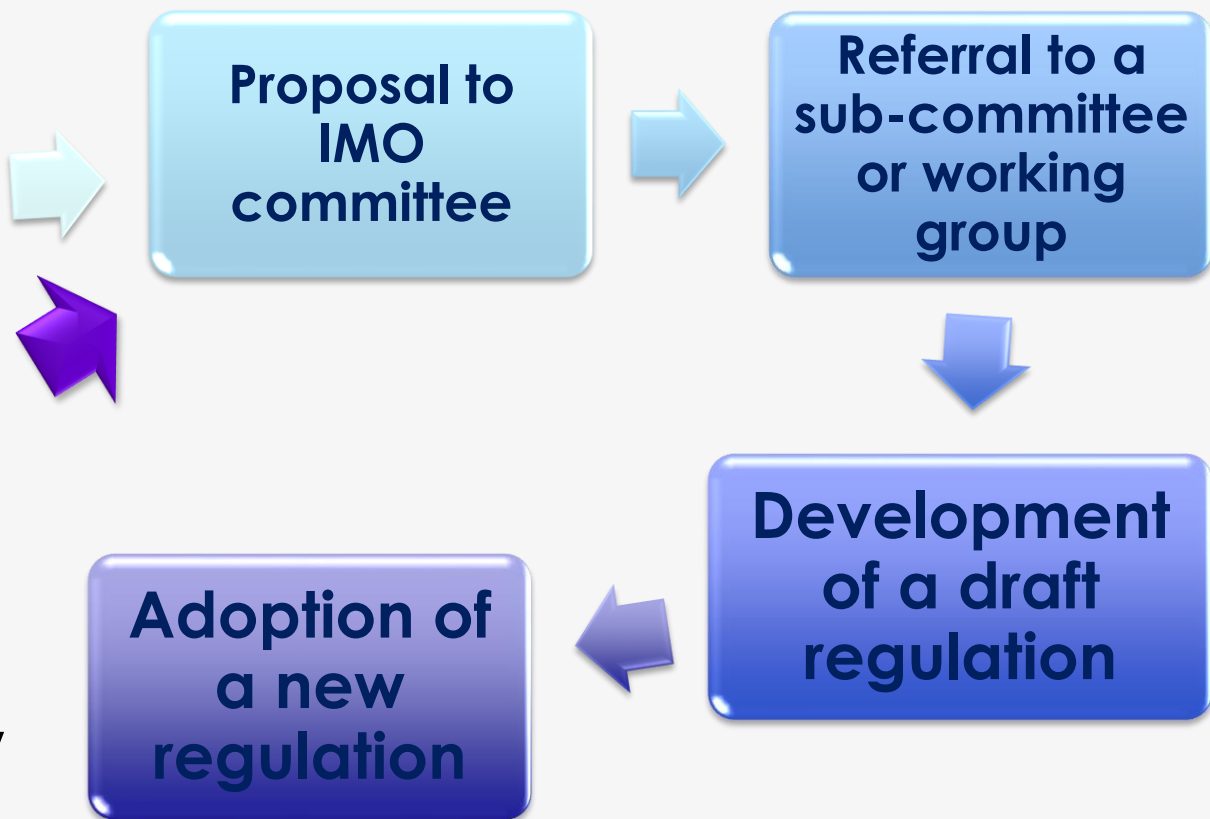 Proposal to
IMO
committee
Referral to a
sub-committee
or working
group
Development
of a draft
regulation
Adoption of
a new
regulation